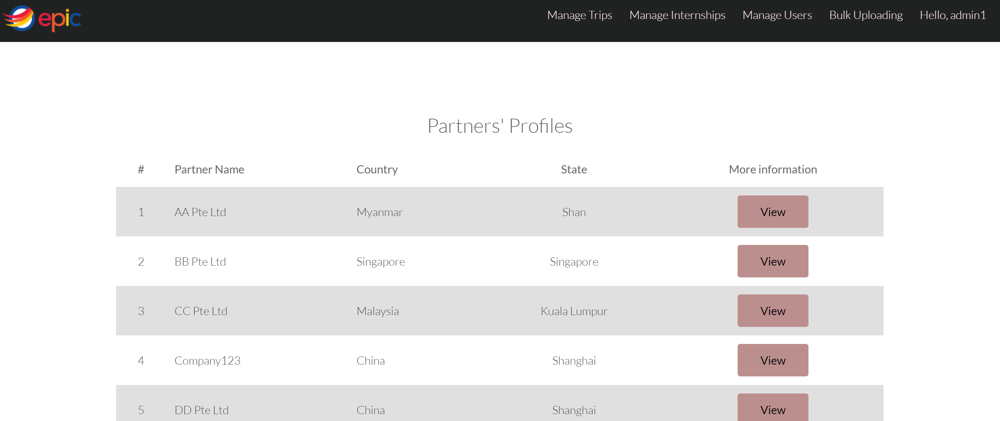 epic Manage Trips Manage Internships Manage Users Bulk Uploading Hello, admin1
Partners' Profiles
# Partner Name Country State More information
1 AA Pte Ltd Myanmar Shan View
2 BB Pte Ltd Singapore Singapore View
3 CC Pte Ltd Malaysia Kuala Lumpur View
4 Company123 China Shanghai View
5 DD Pte Ltd China Shanghai View